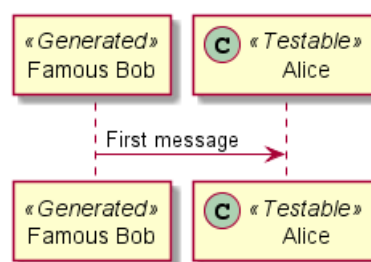 «Generated»
Famous Bob
C «Testable»
Alice
First message
«Generated»
Famous Bob
C «Testable»
Alice